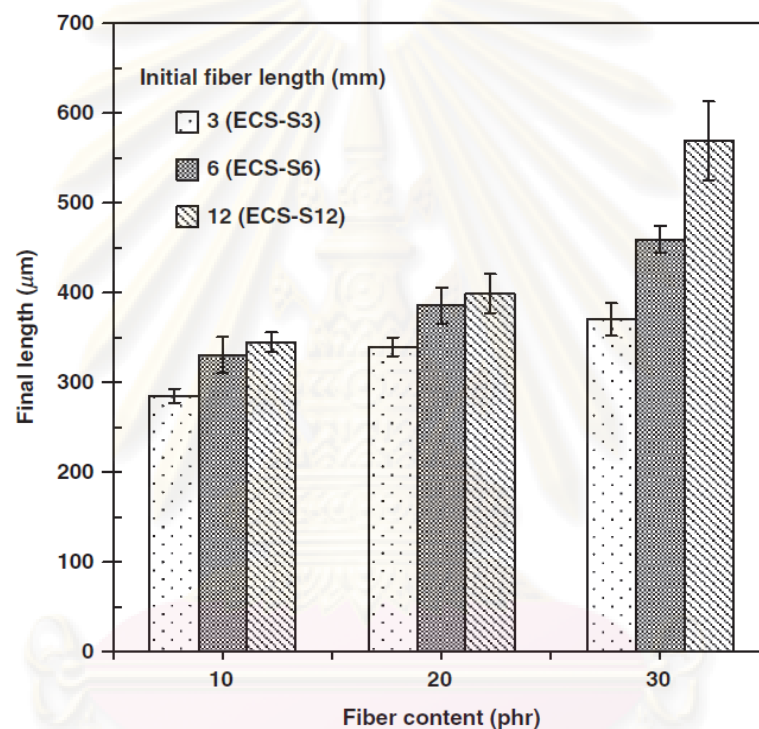 700
600
500
400
300
200
100
0
Final length (μm)
Initial fiber length (mm)
3 (ECS-S3)
6 (ECS-S6)
12 (ECS-S12)
10 20 30
Fiber content (phr)